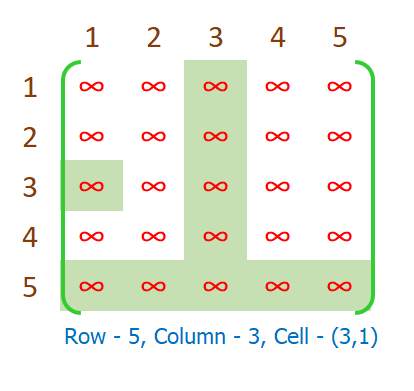 1 2 3 4 5
1 ∞ ∞ ∞ ∞ ∞
2 ∞ ∞ ∞ ∞ ∞
3 ∞ ∞ ∞ ∞ ∞
4 ∞ ∞ ∞ ∞ ∞
5 ∞ ∞ ∞ ∞ ∞
Row - 5, Column - 3, Cell - (3,1)